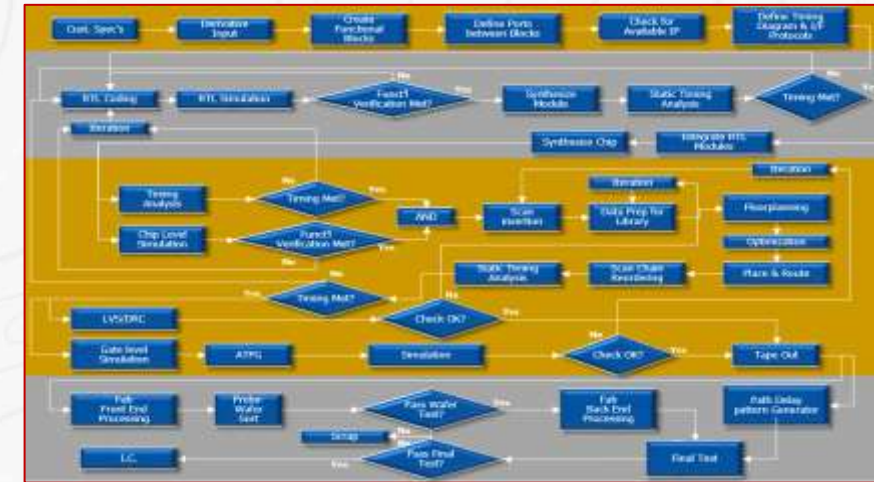 Cust. Spec's
Derivative
Input
Create
Functional
Blocks
Define Ports
between Blocks
Check for
Available IP
Define Timing
Diagram & I/F
Protocols
RTL Coding
RTL Simulation
No
Funct'l
Verification Met?
Yes
Synthesize
Module
Static Timing
Analysis
No
Timing Met?
Yes
Iteration
Synthesize Chip
Integrate RTL
Modules
Timing
Analysis
No
Timing Met?
Yes
Chip Level
Simulation
Funct'l
Verification Met?
Yes
No
AND
Scan
Insertion
Iteration
Data Prep for
Library
Iteration
Floorplanning
Optimization
Place & Route
Scan Chain
Reordering
Static Timing
Analysis
No
Yes
Timing Met?
LVS/DRC
No
Check OK?
Yes
Gate level
Simulation
ATPG
Simulation
No
Check OK?
Yes
Tape Out
Fab
Front End
Processing
Probe
Wafer
Sort
Pass Wafer
Test?
Yes
Fab
Back End
Processing
Path Delay
pattern Generator
Scrap
No
No
I.C.
Yes
Pass Final
Test?
Final Test